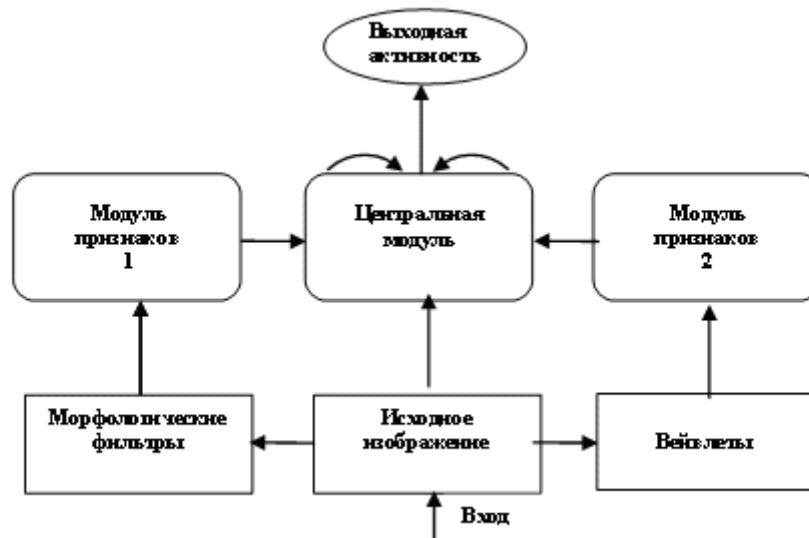 Выходная
активность
Модуль
признаков
1
Центральная
модуль
Модуль
признаков
2
Морфологические
фильтры
Исходное
изображение
Вейвлеты
Вход